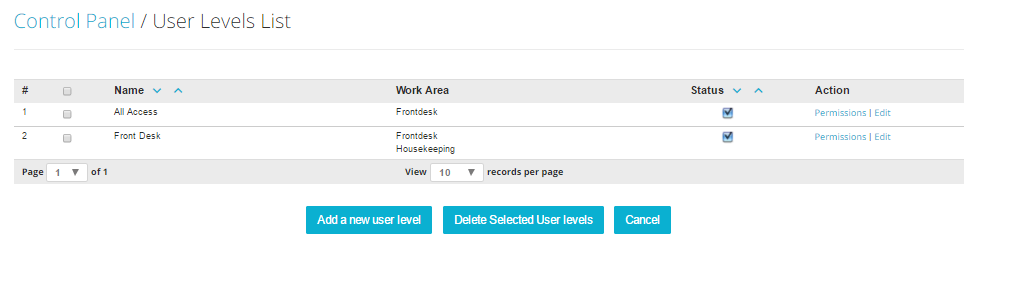 Control Panel / User Levels List
# Name Work Area Status Action
1 All Access Frontdesk Permissions | Edit
2 Front Desk Frontdesk Permissions | Edit
Housekeeping
Page 1 of 1 View 10 records per page
Add a new user level Delete Selected User levels Cancel